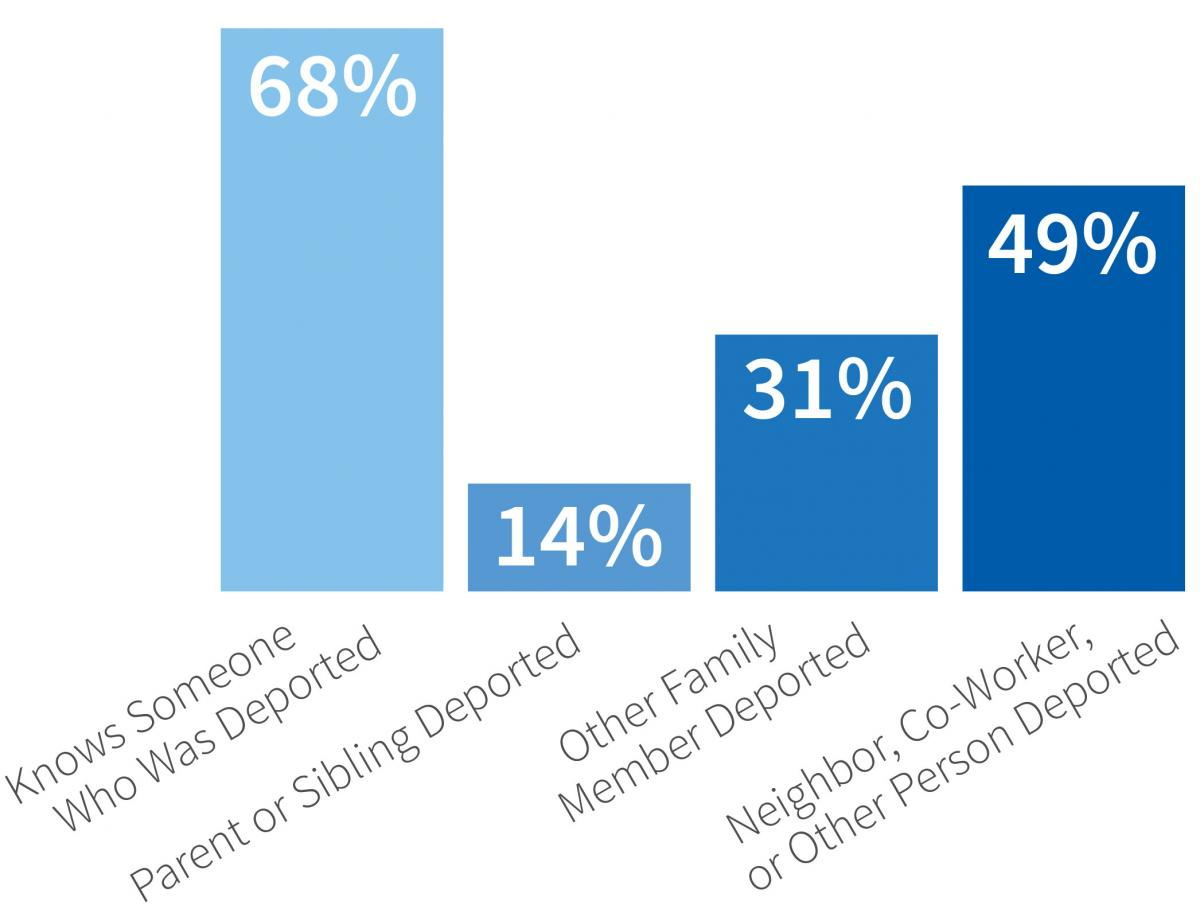 68%
14%
31%
49%
Knows Someone
Who Was Deported
Parent or Sibling Deported
Other Family
Member Deported
Neighbor, Co-Worker,
or Other Person Deported